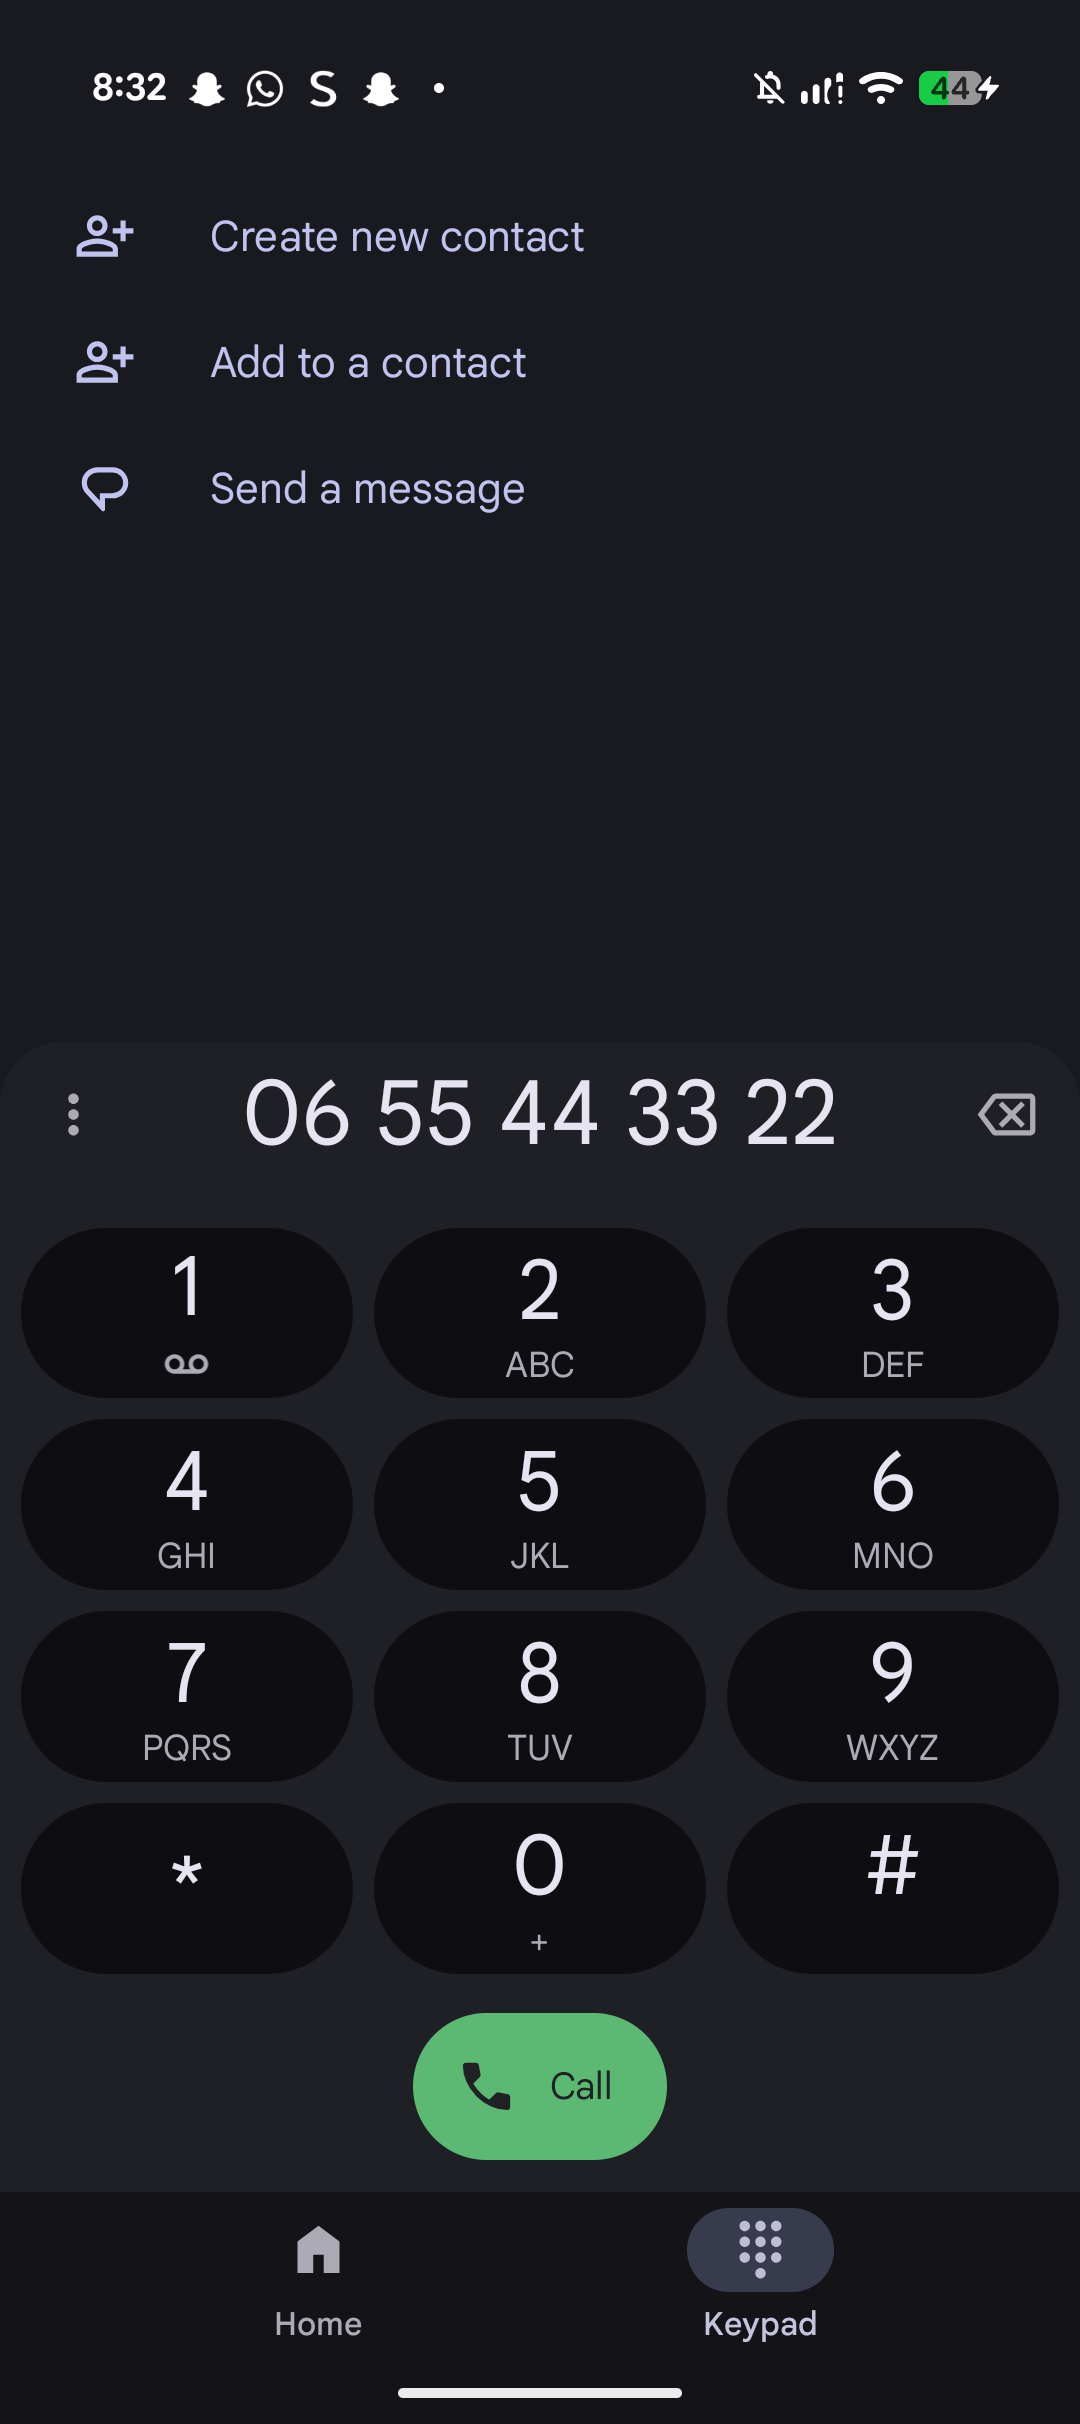 8:32
44
Create new contact
Add to a contact
Send a message
06 55 44 33 22
1 2 3
ABC DEF
4 5 6
GHI JKL MNO
7 8 9
PQRS TUV WXYZ
* 0 #
+
Call
Home Keypad